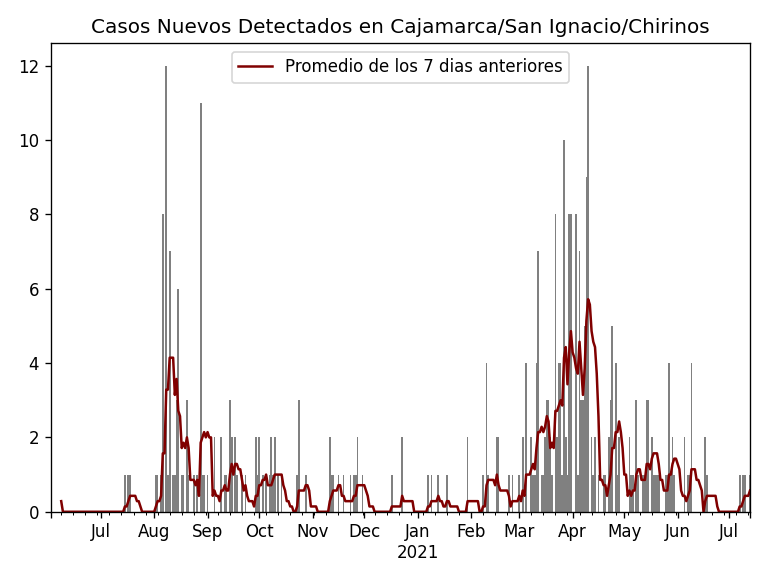 Casos Nuevos Detectados en Cajamarca/San Ignacio/Chirinos
Promedio de los 7 dias anteriores
12
10
8
6
4
2
0
Jul Aug Sep Oct Nov Dec Jan Feb Mar Apr May Jun Jul
2021